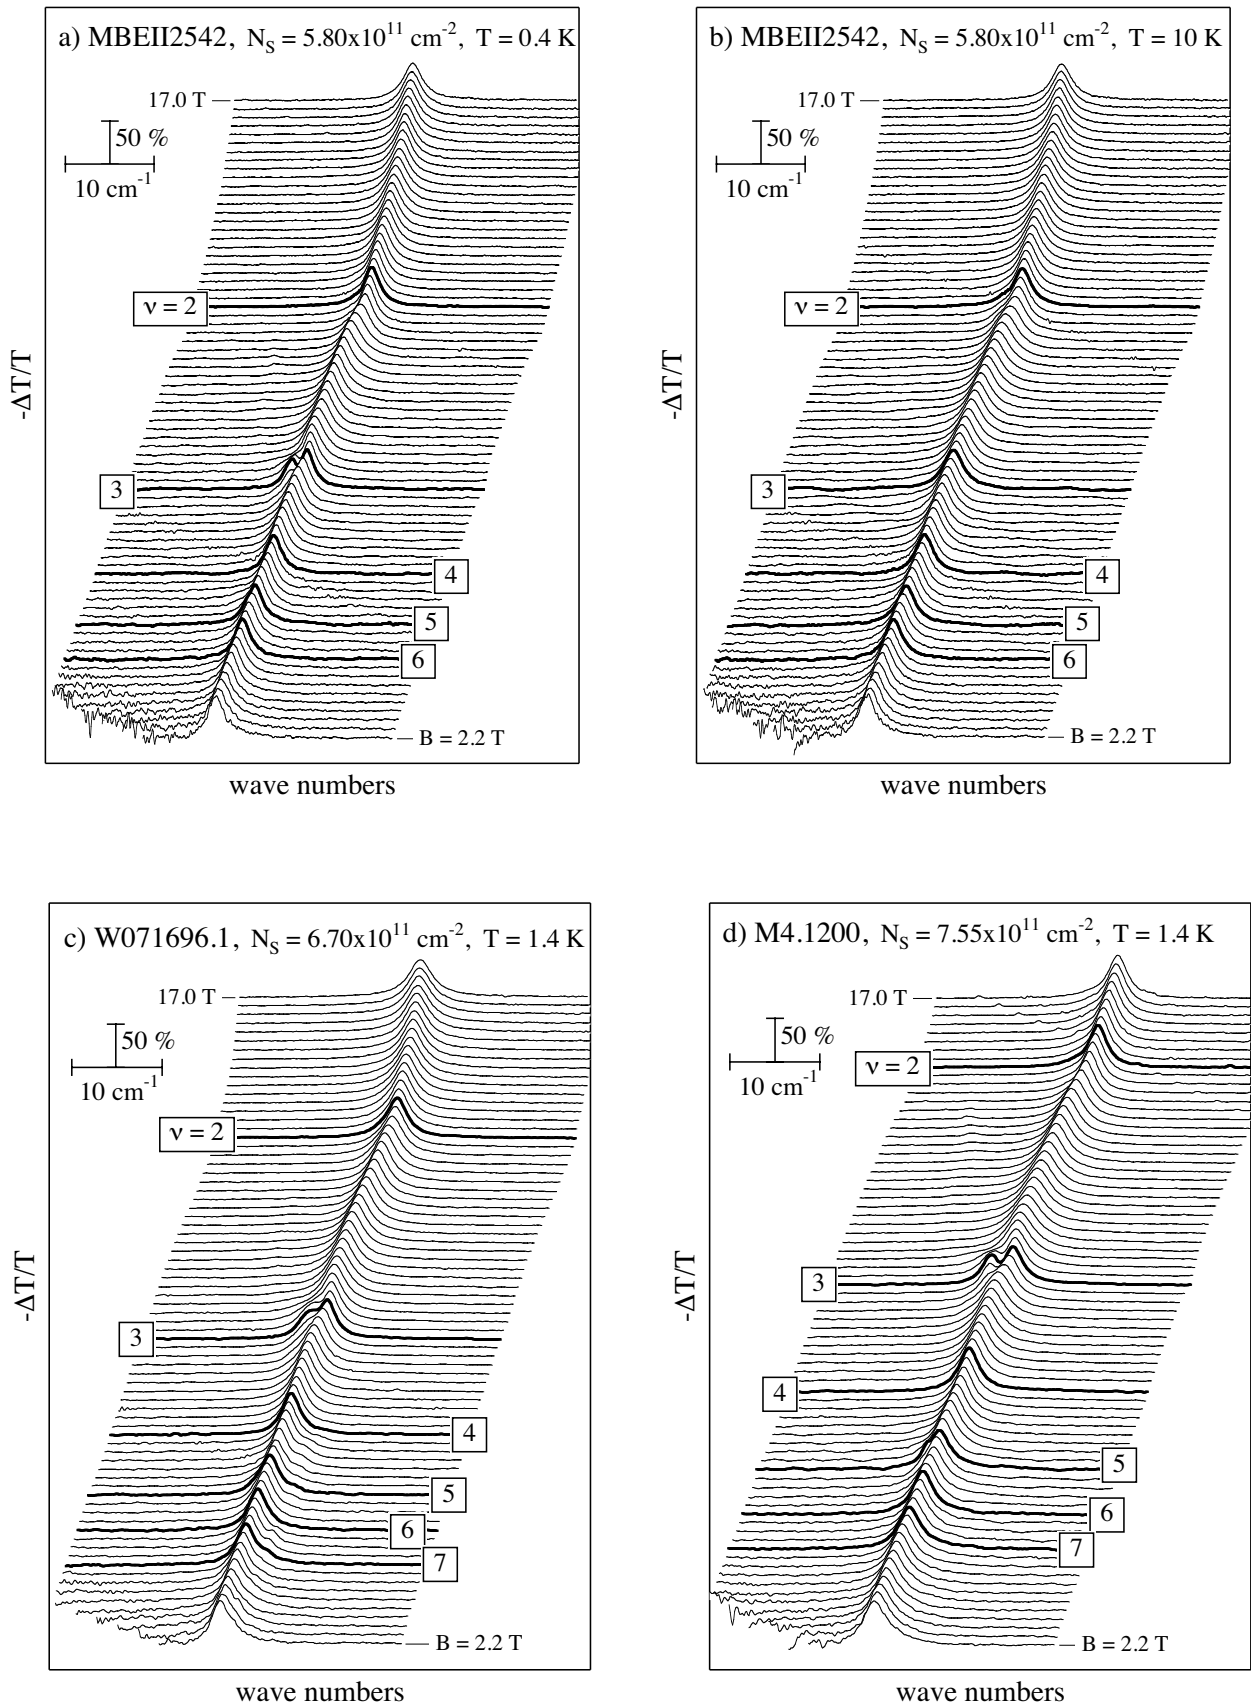 a) MBEII2542, N_S = 5.80x10^11 cm^-2, T = 0.4 K
17.0 T
50 %
10 cm^-1
ν = 2
3
4
5
6
B = 2.2 T
-ΔT/T
wave numbers
b) MBEII2542, N_S = 5.80x10^11 cm^-2, T = 10 K
17.0 T
50 %
10 cm^-1
ν = 2
3
4
5
6
B = 2.2 T
-ΔT/T
wave numbers
c) W071696.1, N_S = 6.70x10^11 cm^-2, T = 1.4 K
17.0 T
50 %
10 cm^-1
ν = 2
3
4
5
6
7
B = 2.2 T
-ΔT/T
wave numbers
d) M4.1200, N_S = 7.55x10^11 cm^-2, T = 1.4 K
17.0 T
50 %
10 cm^-1
ν = 2
3
4
5
6
7
B = 2.2 T
-ΔT/T
wave numbers